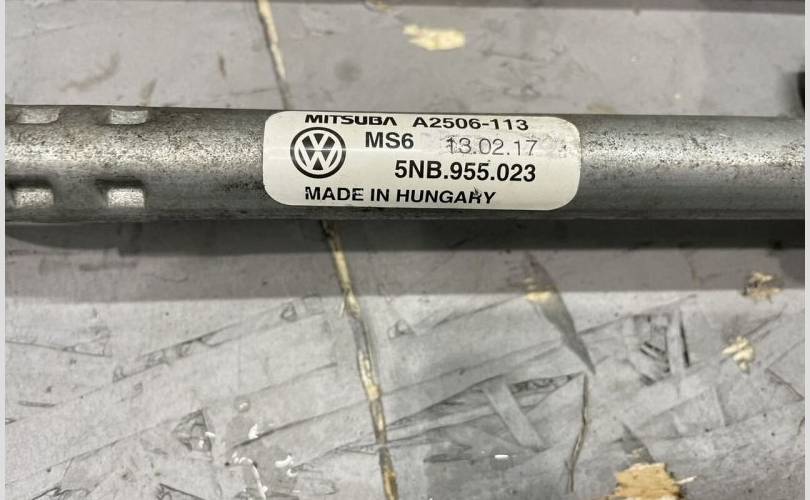 MITSUBA A2506-113
MS6 13.02.17
5NB.955.023
MADE IN HUNGARY